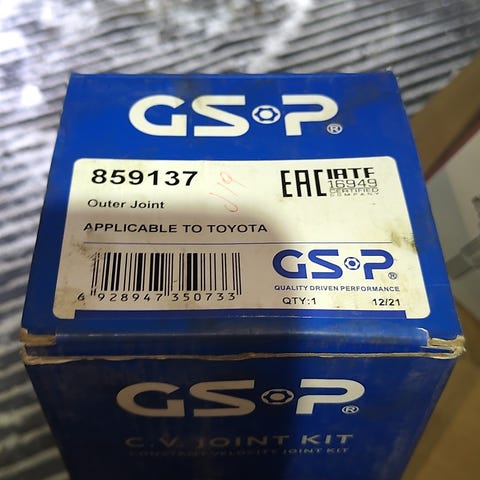 GSP®
859137
Outer Joint
APPLICABLE TO TOYOTA
EAC
IATF
16949
CERTIFIED
COMPANY
GSP®
QUALITY DRIVEN PERFORMANCE
6 928947 350733
QTY:1
12/21
GSP®
C.V. JOINT KIT
CONSTANT VELOCITY JOINT KIT